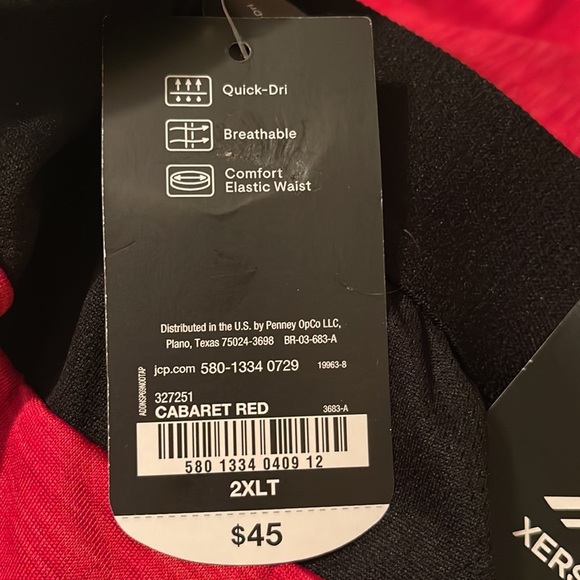 Quick-Dri
Breathable
Comfort
Elastic Waist
Distributed in the U.S. by Penney OpCo LLC,
Plano, Texas 75024-3698 BR-03-683-A
jcp.com 580-1334 0729 19963-8
327251
CABARET RED 3683-A
580 1334 0409 12
2XLT
$45
XERS